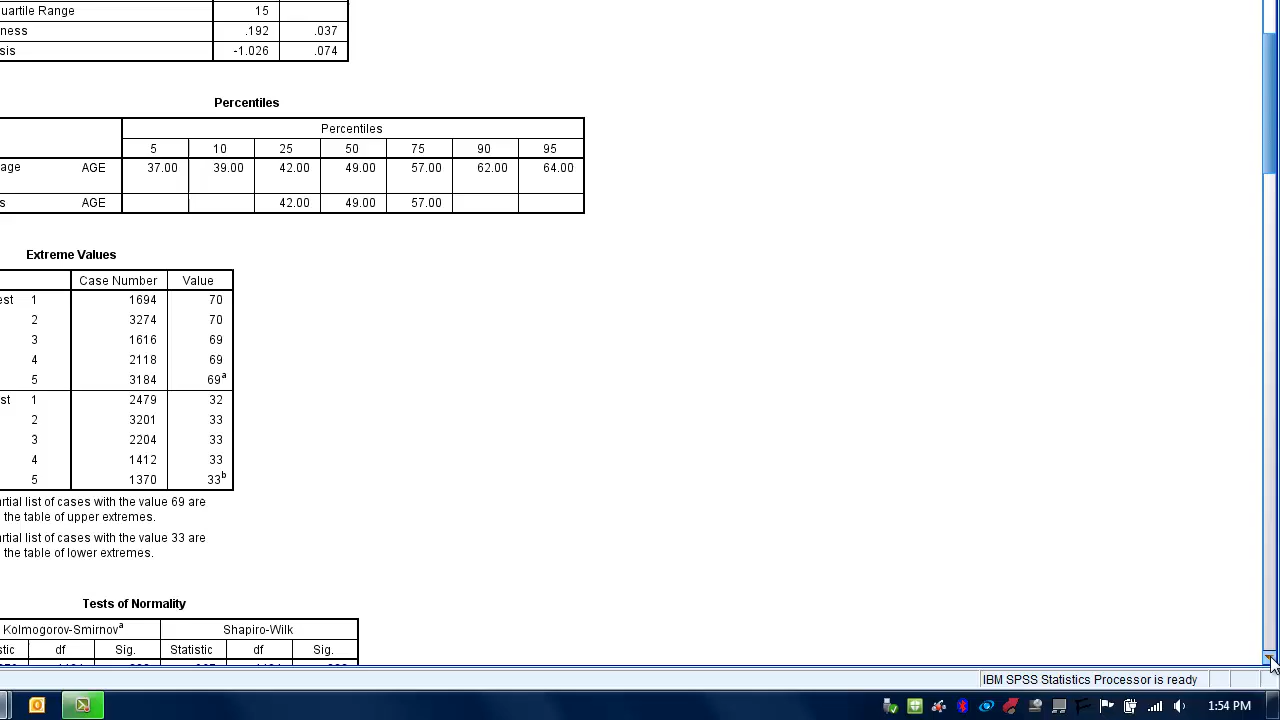 uartile Range 15
ness .192 .037
sis -1.026 .074
Percentiles
Percentiles
5 10 25 50 75 90 95
age AGE 37.00 39.00 42.00 49.00 57.00 62.00 64.00
s AGE 42.00 49.00 57.00
Extreme Values
Case Number Value
est 1 1694 70
2 3274 70
3 1616 69
4 2118 69
5 3184 69a
st 1 2479 32
2 3201 33
3 2204 33
4 1412 33
5 1370 33b
rtial list of cases with the value 69 are
the table of upper extremes.
rtial list of cases with the value 33 are
the table of lower extremes.
Tests of Normality
Kolmogorov-Smirnova Shapiro-Wilk
stic df Sig. Statistic df Sig.
IBM SPSS Statistics Processor is ready
1:54 PM